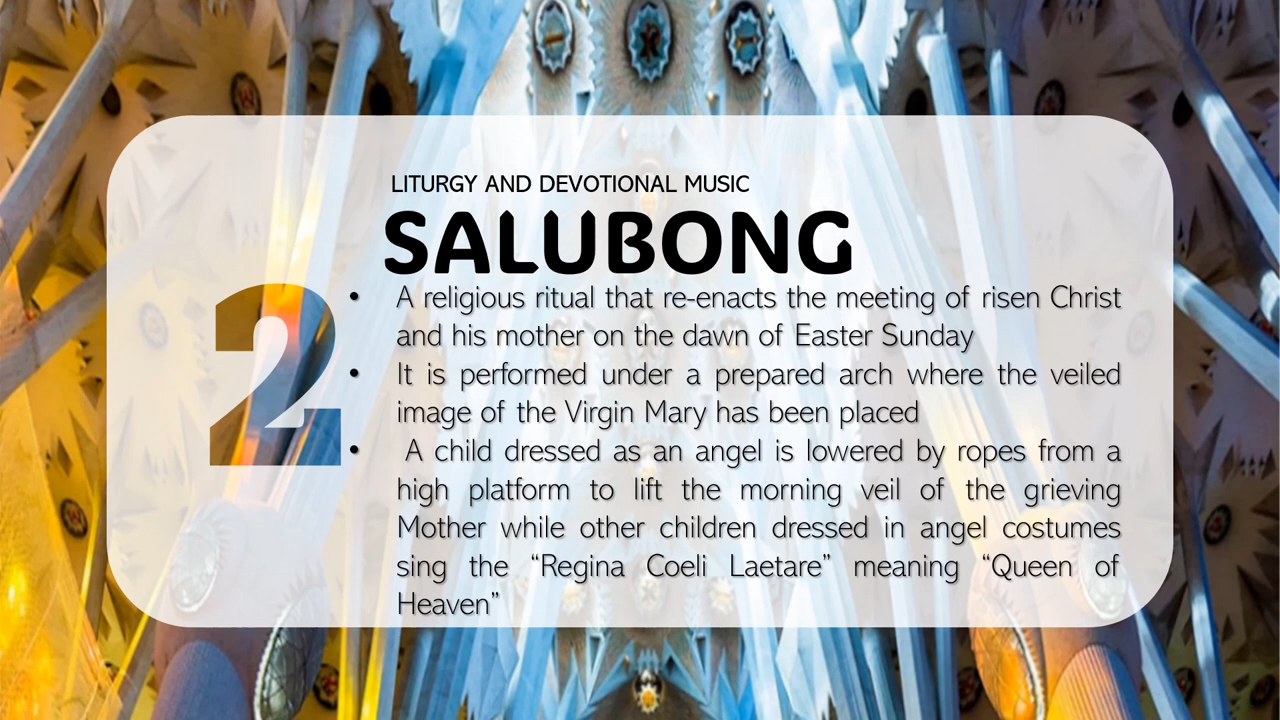 LITURGY AND DEVOTIONAL MUSIC
SALUBONG
2
• A religious ritual that re-enacts the meeting of risen Christ
and his mother on the dawn of Easter Sunday
• It is performed under a prepared arch where the veiled
image of the Virgin Mary has been placed
• A child dressed as an angel is lowered by ropes from a
high platform to lift the morning veil of the grieving
Mother while other children dressed in angel costumes
sing the “Regina Coeli Laetare” meaning “Queen of
Heaven”